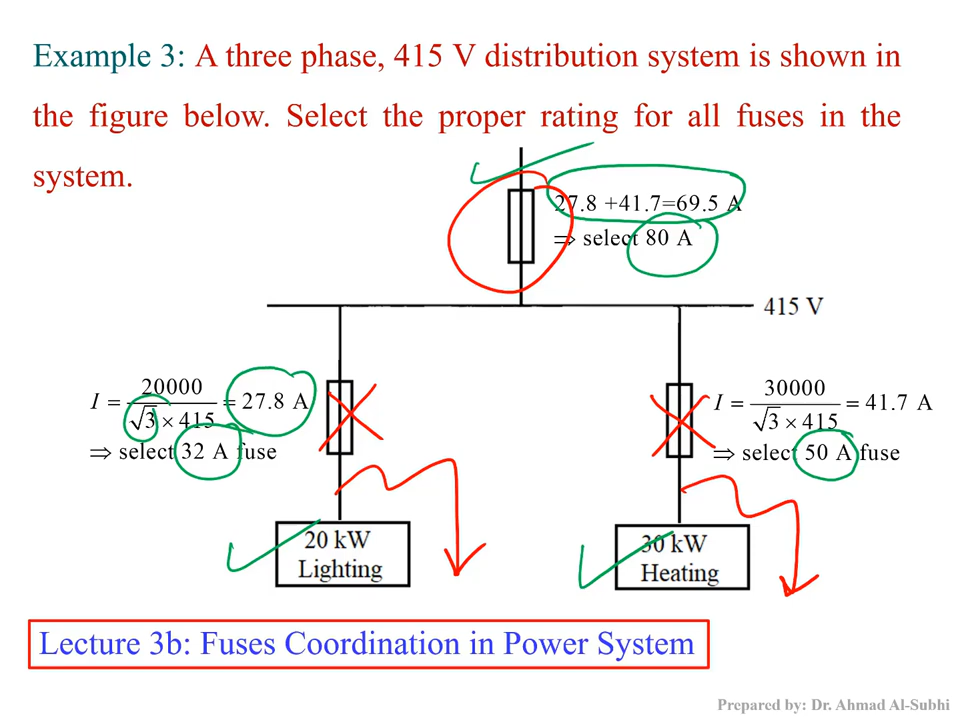 Example 3: A three phase, 415 V distribution system is shown in
the figure below. Select the proper rating for all fuses in the
system.
27.8 +41.7=69.5 A
⇒ select 80 A
415 V
I = 20000 / √3 × 415 = 27.8 A
⇒ select 32 A fuse
I = 30000 / √3 × 415 = 41.7 A
⇒ select 50 A fuse
20 kW
Lighting
30 kW
Heating
Lecture 3b: Fuses Coordination in Power System
Prepared by: Dr. Ahmad Al-Subhi